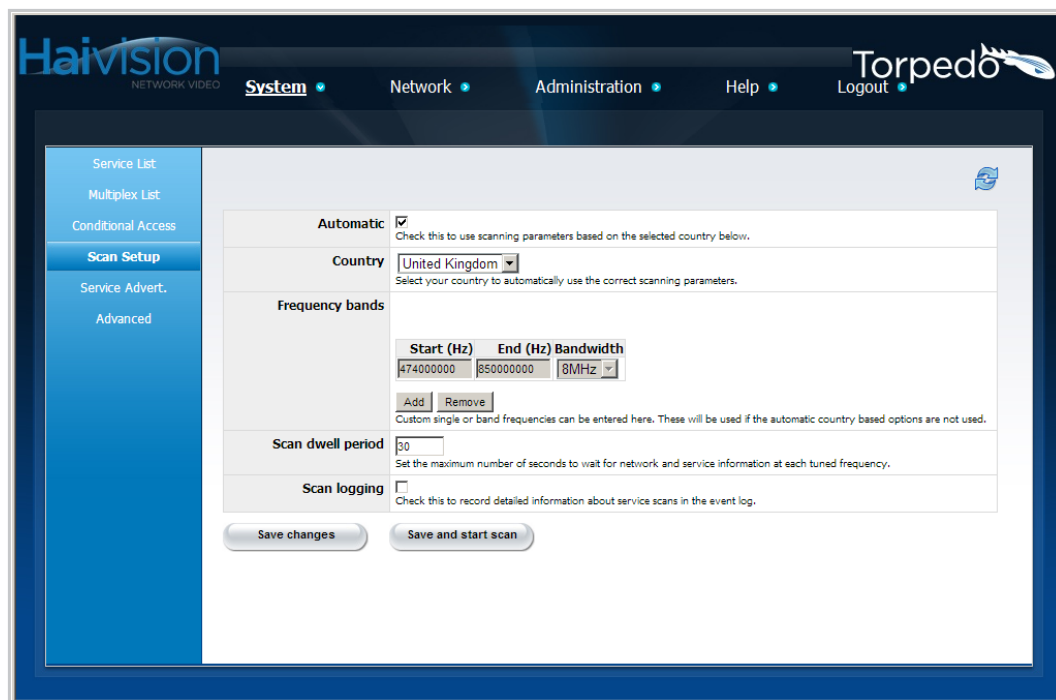 Haivision
NETWORK VIDEO
Torpedo
System
Network
Administration
Help
Logout
Service List
Multiplex List
Conditional Access
Scan Setup
Service Advert.
Advanced
Automatic
Check this to use scanning parameters based on the selected country below.
Country
United Kingdom
Select your country to automatically use the correct scanning parameters.
Frequency bands
Start (Hz) End (Hz) Bandwidth
474000000 850000000 8MHz
Add Remove
Custom single or band frequencies can be entered here. These will be used if the automatic country based options are not used.
Scan dwell period
30
Set the maximum number of seconds to wait for network and service information at each tuned frequency.
Scan logging
Check this to record detailed information about service scans in the event log.
Save changes
Save and start scan